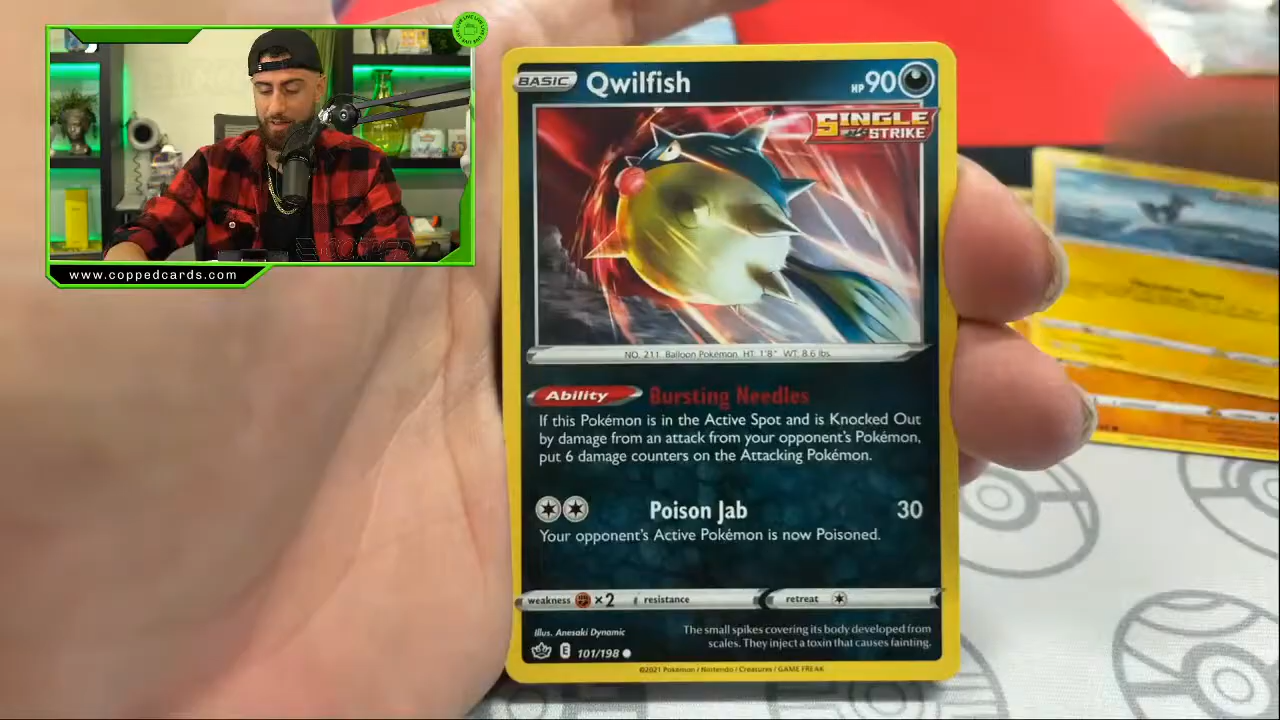 www.coppedcards.com
BASIC Qwilfish HP 90
SINGLE STRIKE
NO. 211 Balloon Pokémon HT: 1'8" WT: 8.6 lbs.
Ability Bursting Needles
If this Pokémon is in the Active Spot and is Knocked Out
by damage from an attack from your opponent's Pokémon,
put 6 damage counters on the Attacking Pokémon.
Poison Jab 30
Your opponent's Active Pokémon is now Poisoned.
weakness ×2 resistance retreat
Illus. Anesaki Dynamic
The small spikes covering its body developed from
scales. They inject a toxin that causes fainting.
E 101/198
©2021 Pokémon / Nintendo / Creatures / GAME FREAK